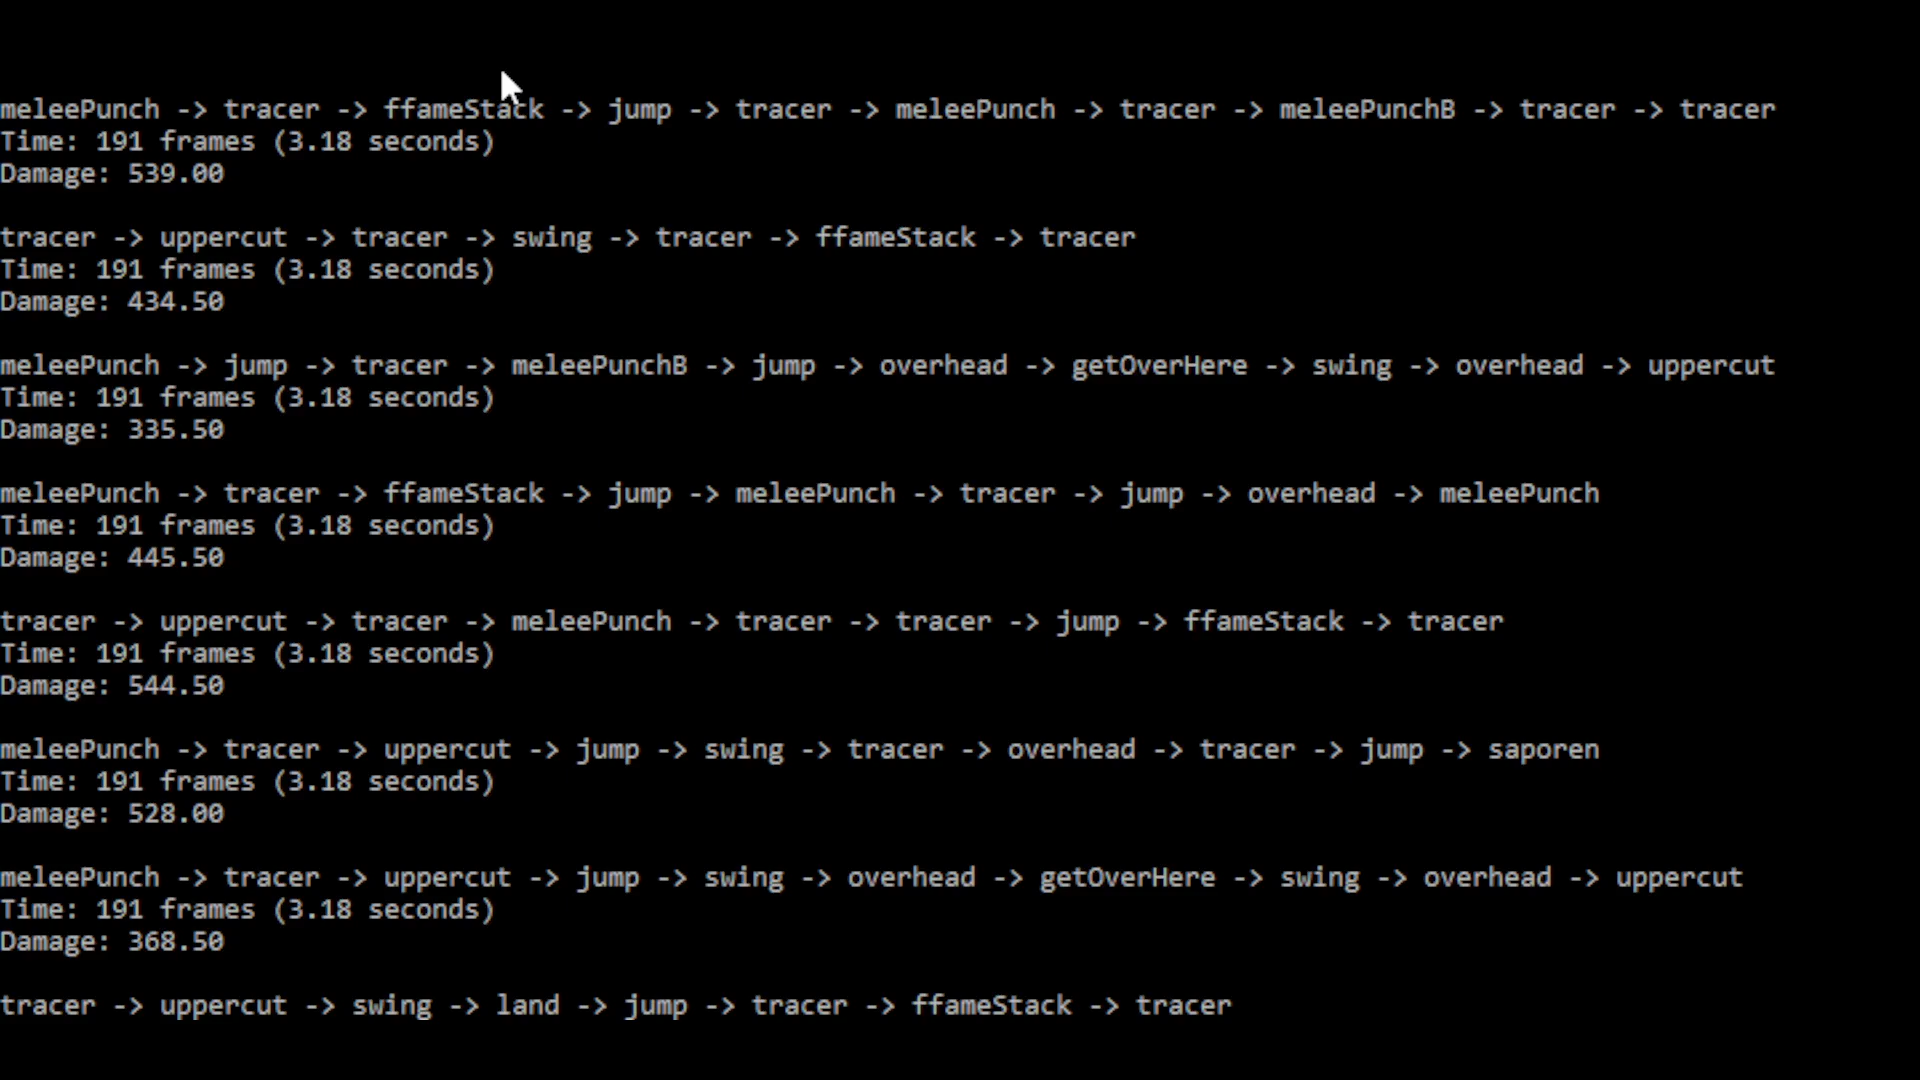 meleePunch -> tracer -> ffameStack -> jump -> tracer -> meleePunch -> tracer -> meleePunchB -> tracer -> tracer
Time: 191 frames (3.18 seconds)
Damage: 539.00
tracer -> uppercut -> tracer -> swing -> tracer -> ffameStack -> tracer
Time: 191 frames (3.18 seconds)
Damage: 434.50
meleePunch -> jump -> tracer -> meleePunchB -> jump -> overhead -> getOverHere -> swing -> overhead -> uppercut
Time: 191 frames (3.18 seconds)
Damage: 335.50
meleePunch -> tracer -> ffameStack -> jump -> meleePunch -> tracer -> jump -> overhead -> meleePunch
Time: 191 frames (3.18 seconds)
Damage: 445.50
tracer -> uppercut -> tracer -> meleePunch -> tracer -> tracer -> jump -> ffameStack -> tracer
Time: 191 frames (3.18 seconds)
Damage: 544.50
meleePunch -> tracer -> uppercut -> jump -> swing -> tracer -> overhead -> tracer -> jump -> saporen
Time: 191 frames (3.18 seconds)
Damage: 528.00
meleePunch -> tracer -> uppercut -> jump -> swing -> overhead -> getOverHere -> swing -> overhead -> uppercut
Time: 191 frames (3.18 seconds)
Damage: 368.50
tracer -> uppercut -> swing -> land -> jump -> tracer -> ffameStack -> tracer